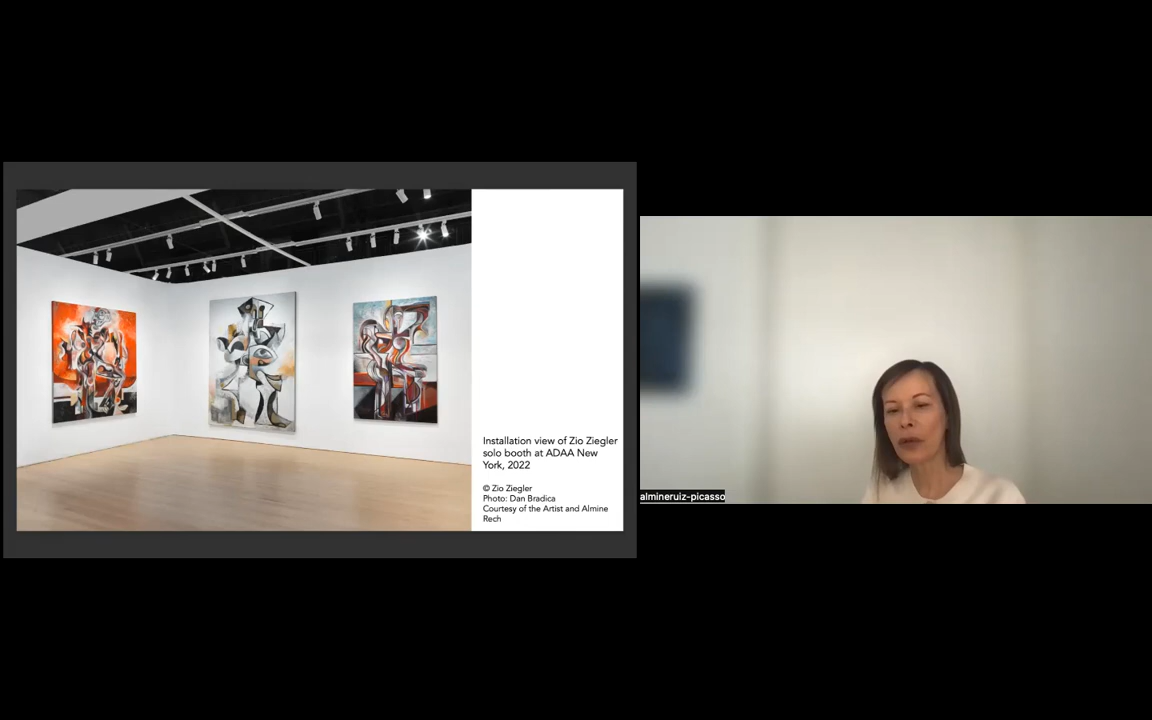 Installation view of Zio Ziegler
solo booth at ADAA New
York, 2022
© Zio Ziegler
Photo: Dan Bradica
Courtesy of the Artist and Almine
Rech
almineruiz-picasso